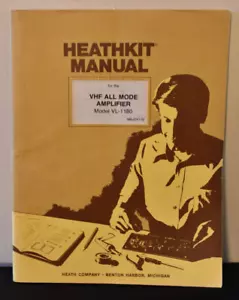 HEATHKIT®
MANUAL
for the
VHF ALL MODE
AMPLIFIER
Model VL-1180
HEATH COMPANY • BENTON HARBOR, MICHIGAN